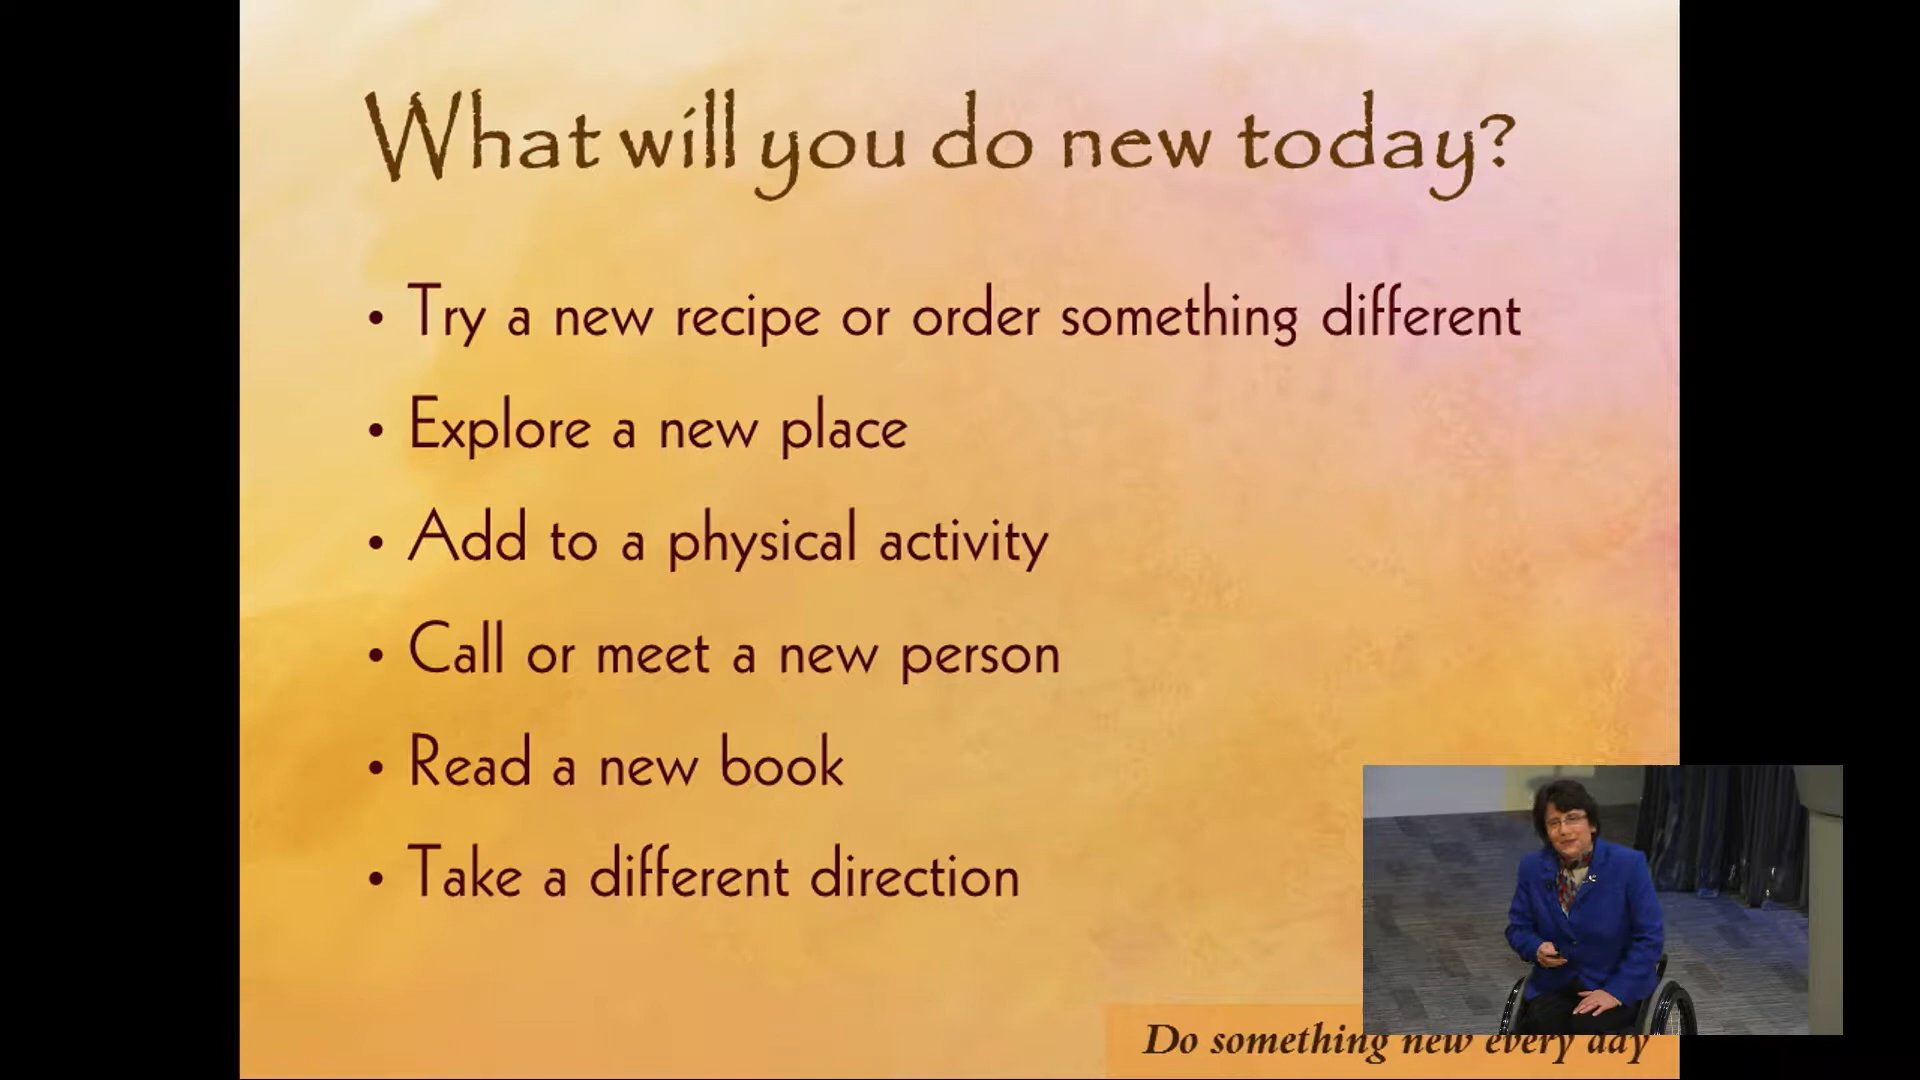 What will you do new today?
• Try a new recipe or order something different
• Explore a new place
• Add to a physical activity
• Call or meet a new person
• Read a new book
• Take a different direction
Do something new every day